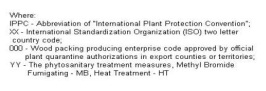 Where:
IPPC - Abbreviation of "International Plant Protection Convention";
XX - International Standardization Organization (ISO) two letter
country code;
000 - Wood packing producing enterprise code approved by official
plant quarantine authorizations in export counties or territories;
YY - The phytosanitary treatment measures, Methyl Bromide
Fumigating - MB, Heat Treatment - HT